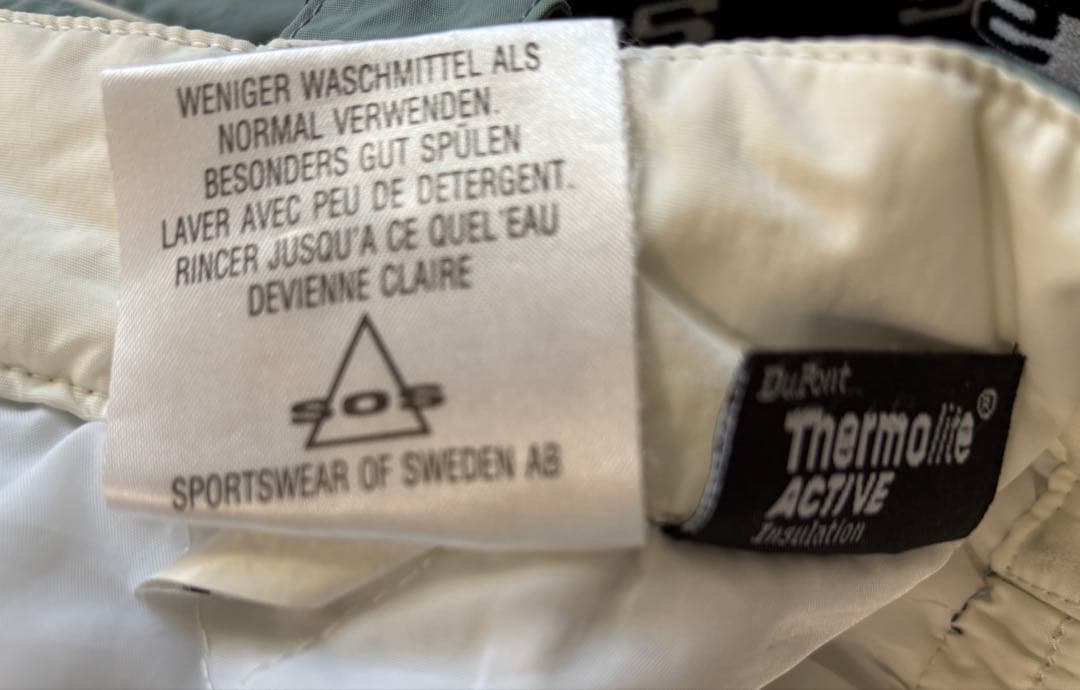 WENIGER WASCHMITTEL ALS
NORMAL VERWENDEN.
BESONDERS GUT SPÜLEN
LAVER AVEC PEU DE DETERGENT.
RINCER JUSQU'A CE QUEL'EAU
DEVIENNE CLAIRE
SOS
SPORTSWEAR OF SWEDEN AB
DuPont
Thermolite®
ACTIVE
Insulation